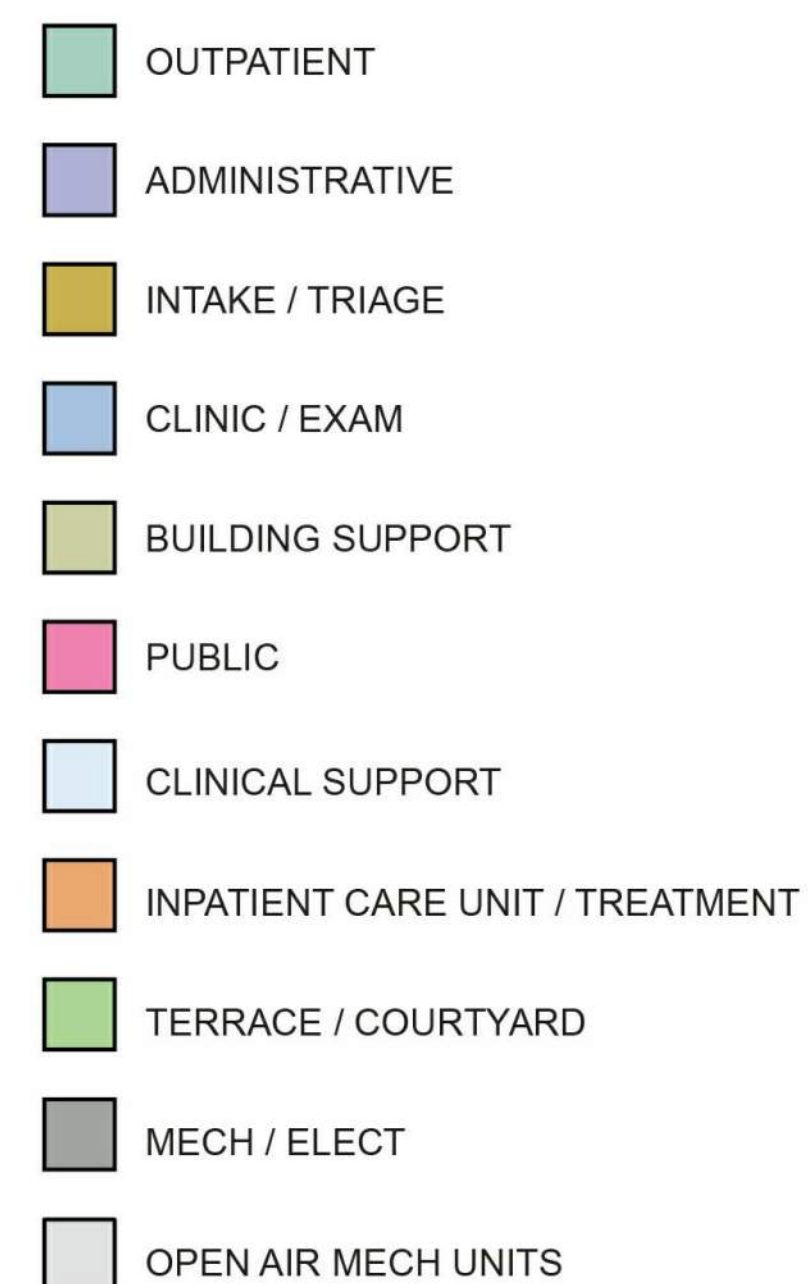 OUTPATIENT
ADMINISTRATIVE
INTAKE / TRIAGE
CLINIC / EXAM
BUILDING SUPPORT
PUBLIC
CLINICAL SUPPORT
INPATIENT CARE UNIT / TREATMENT
TERRACE / COURTYARD
MECH / ELECT
OPEN AIR MECH UNITS